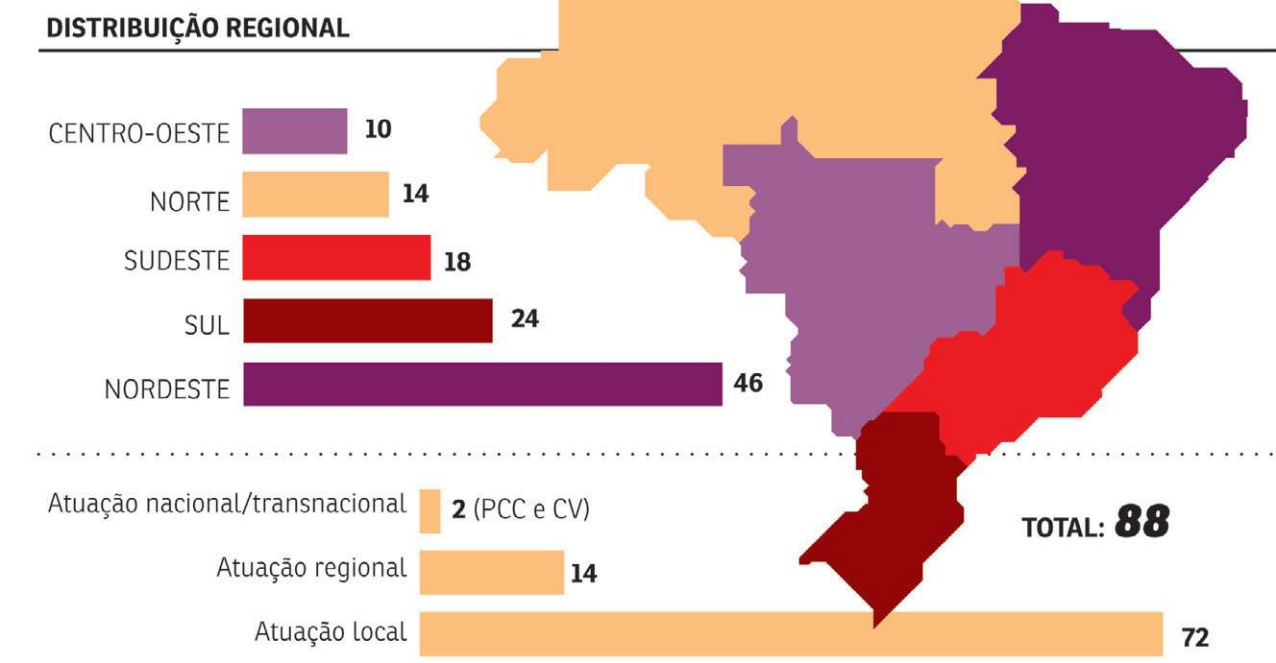 DISTRIBUIÇÃO REGIONAL
CENTRO-OESTE 10
NORTE 14
SUDESTE 18
SUL 24
NORDESTE 46
Atuação nacional/transnacional 2 (PCC e CV)
Atuação regional 14
Atuação local 72
TOTAL: 88